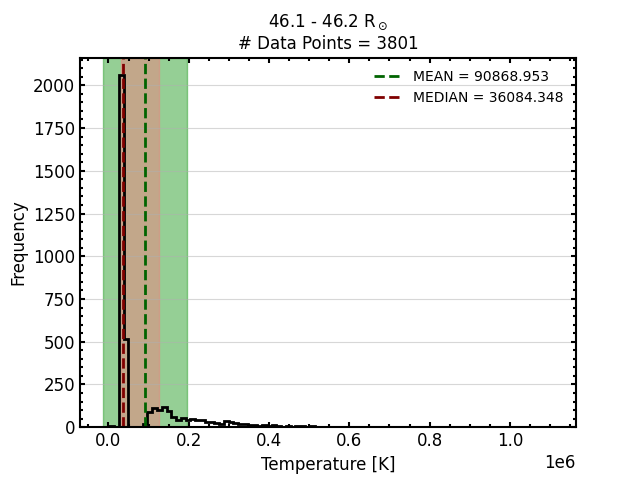 46.1 - 46.2 R⊙
# Data Points = 3801
MEAN = 90868.953
MEDIAN = 36084.348
Frequency
2000
1750
1500
1250
1000
750
500
250
0
0.0 0.2 0.4 0.6 0.8 1.0
1e6
Temperature [K]